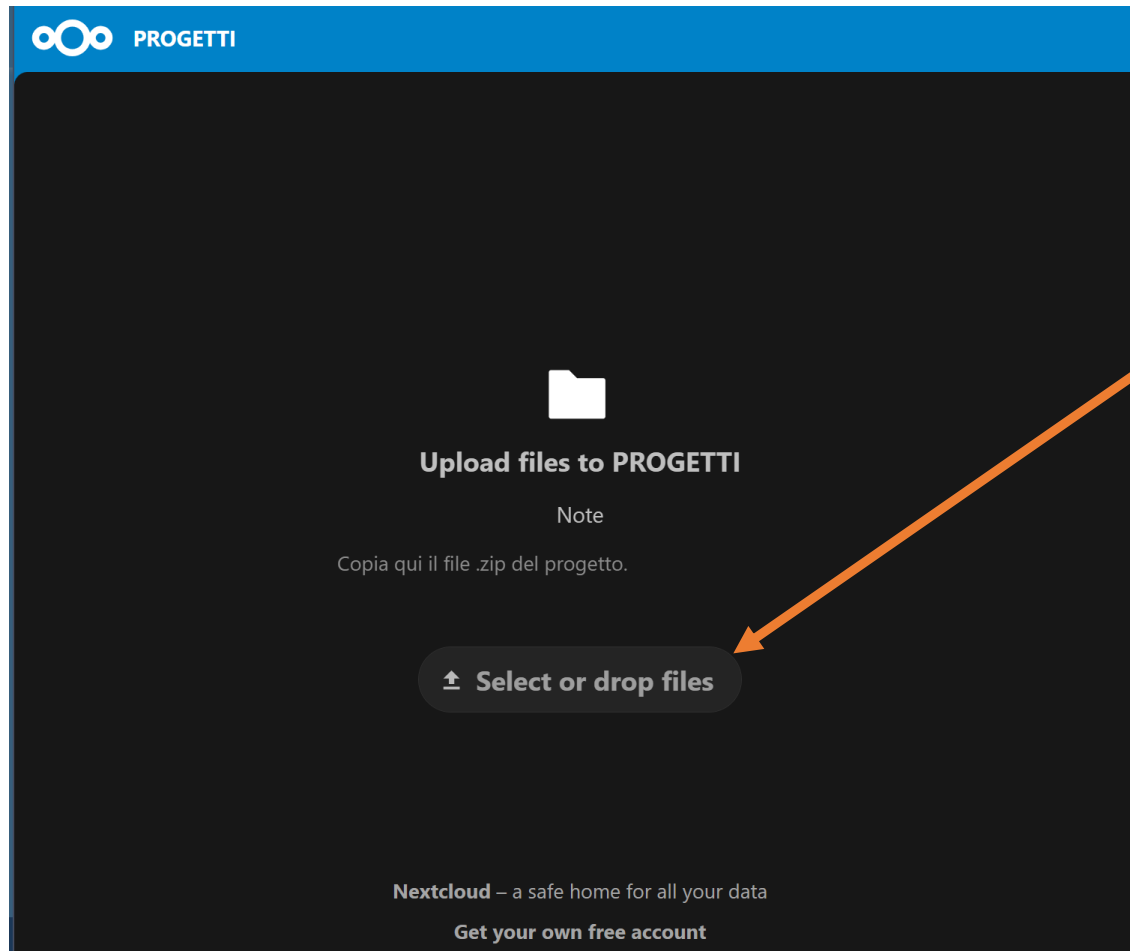 PROGETTI
Upload files to PROGETTI
Note
Copia qui il file .zip del progetto.
Select or drop files
Nextcloud – a safe home for all your data
Get your own free account